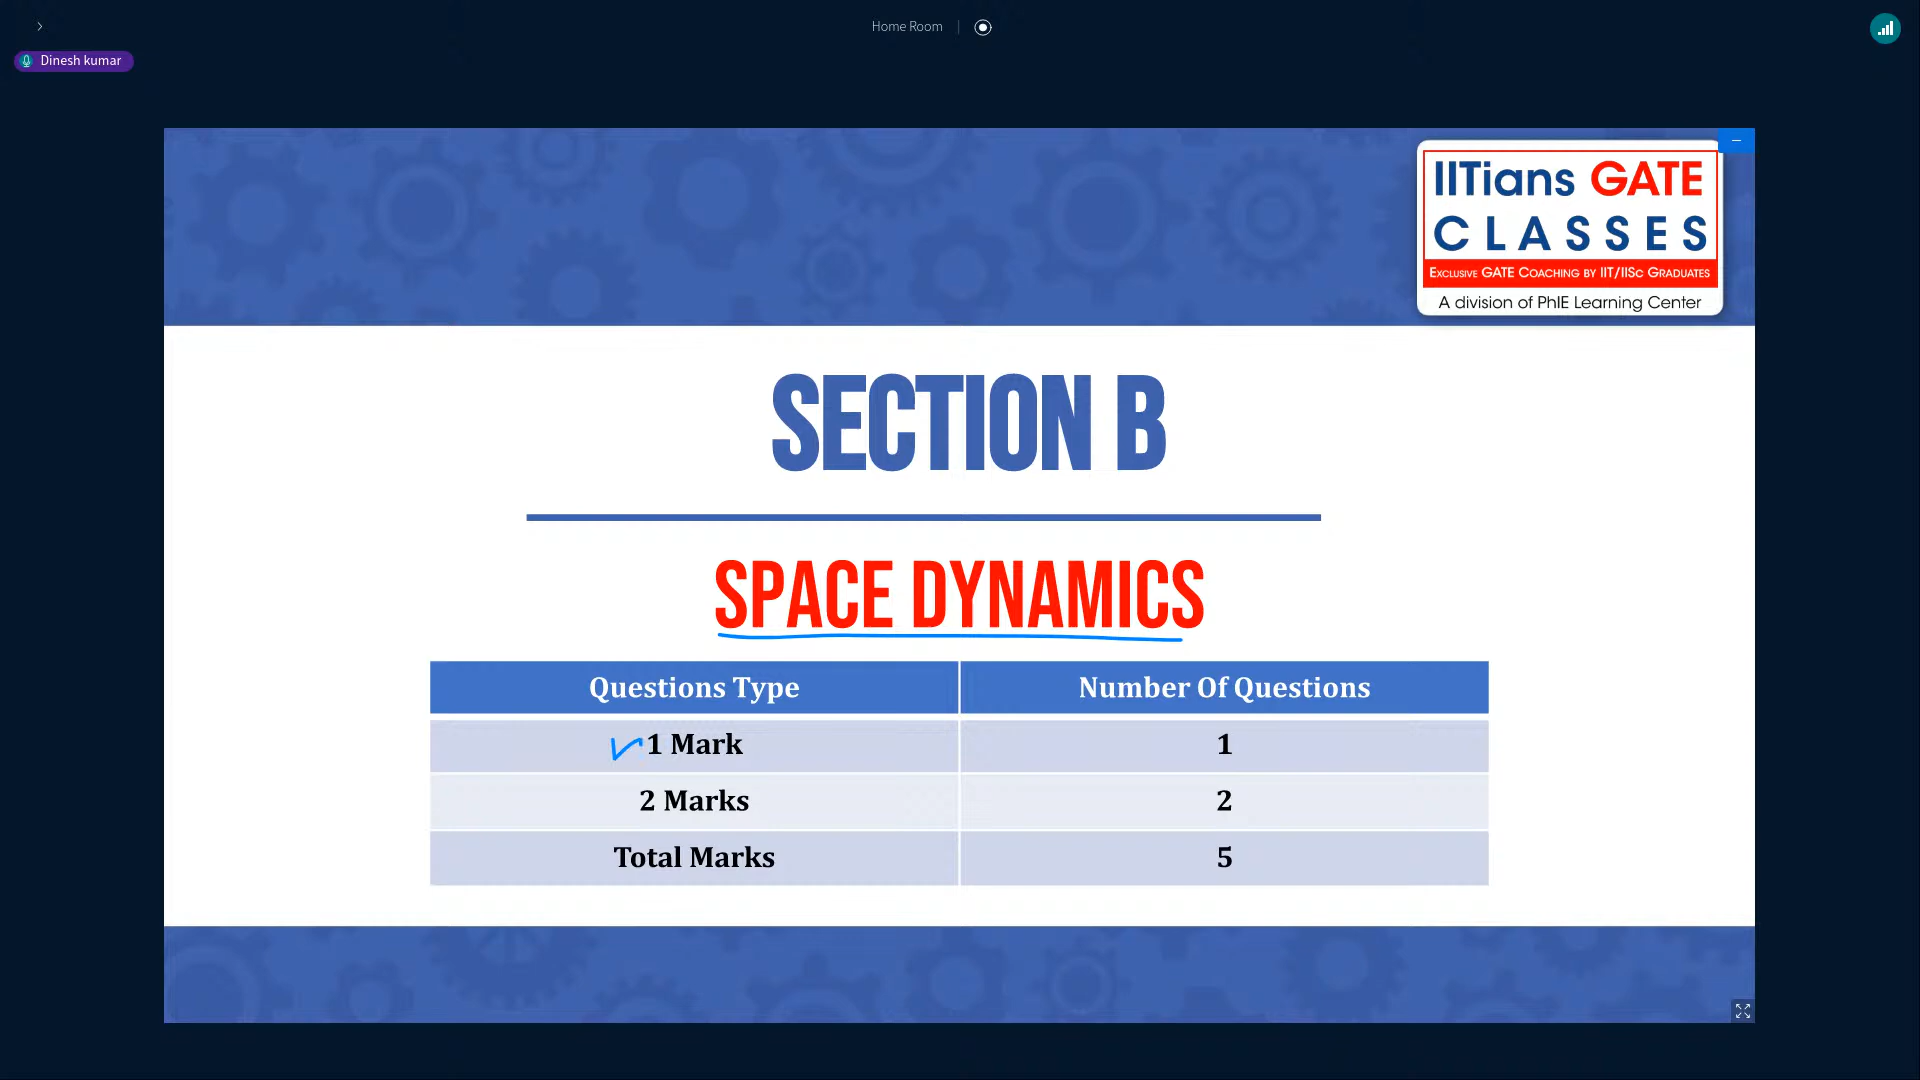 Home Room
Dinesh kumar
IITians GATE
CLASSES
EXCLUSIVE GATE COACHING BY IIT/IISc GRADUATES
A division of PhIE Learning Center
SECTION B
SPACE DYNAMICS
Questions Type Number Of Questions
1 Mark 1
2 Marks 2
Total Marks 5